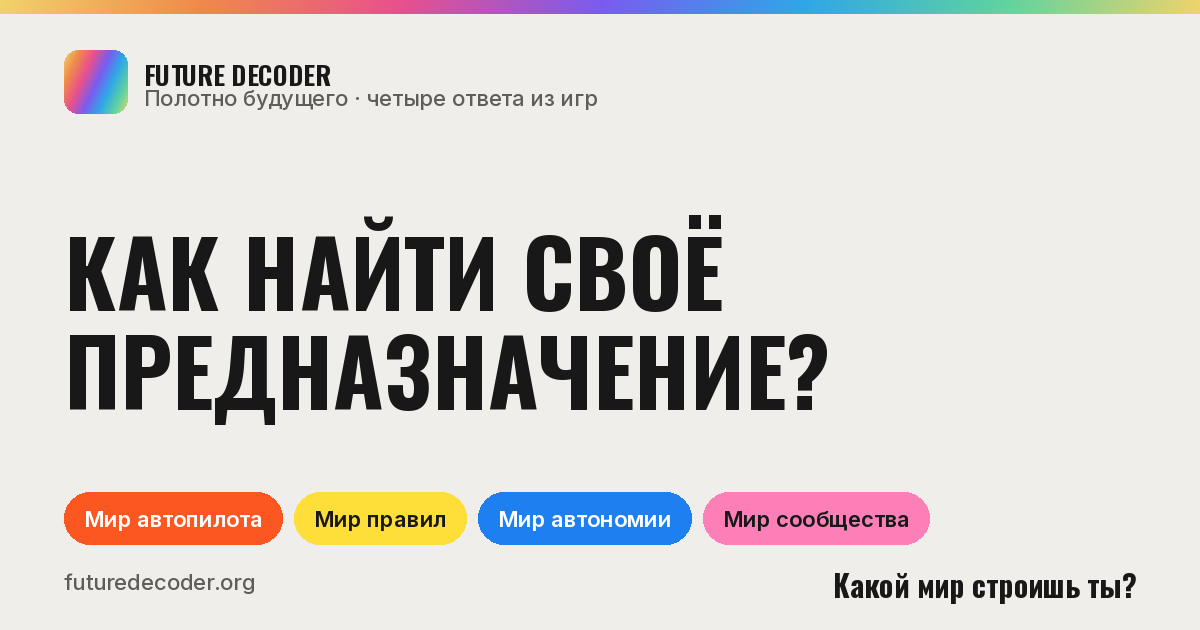 FUTURE DECODER
Полотно будущего · четыре ответа из игр
КАК НАЙТИ СВОЁ
ПРЕДНАЗНАЧЕНИЕ?
Мир автопилота
Мир правил
Мир автономии
Мир сообщества
futuredecoder.org
Какой мир строишь ты?